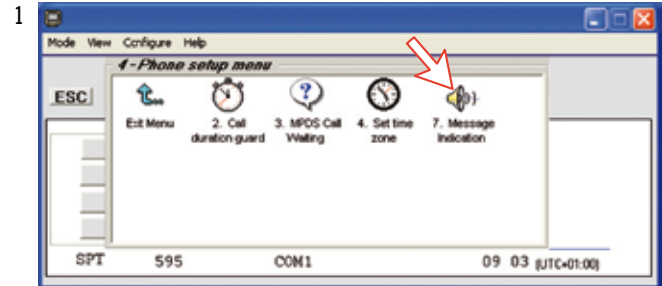 1
Mode View Configure Help
4-Phone setup menu
ESC
Exit Menu 2. Call duration guard 3. MPDS Call Waiting 4. Set time zone 7. Message Indication
SPT 595 COM1 09 03 (UTC+01:00)